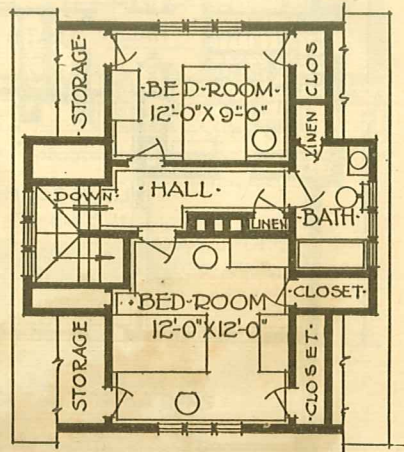 STORAGE
·BED-ROOM·
12'-0"X 9'-0"
CLOS
LINEN
DOWN
·HALL·
LINEN
·BATH·
·BED-ROOM
12'-0"X12'-0"
·CLOSET·
STORAGE
·CLOSET·